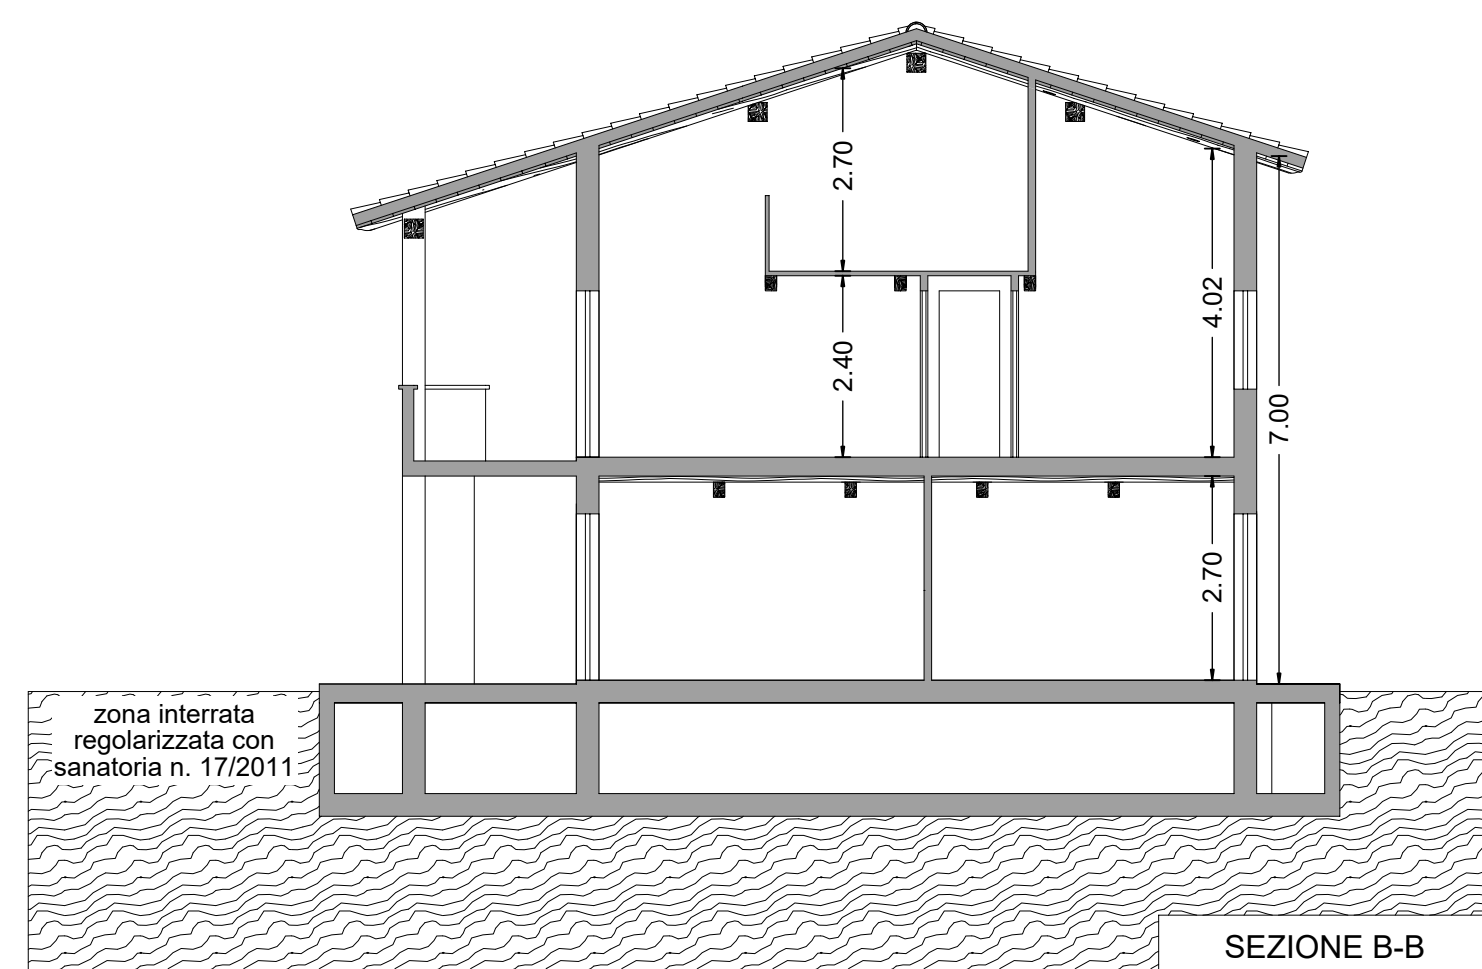 2.70
4.02
2.40
7.00
2.70
zona interrata
regolarizzata con
sanatoria n. 17/2011
SEZIONE B-B